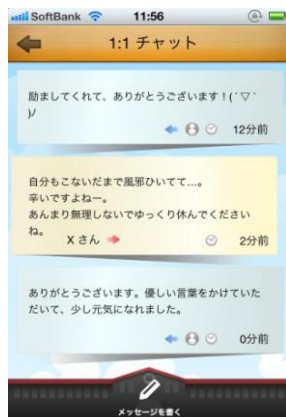 SoftBank 11:56
1:1 チャット
励ましてくれて、ありがとうございます！(´▽`
)ﾉ
12分前
自分もこないだまで風邪ひいてて…。
辛いですよねー。
あんまり無理しないでゆっくり休んでください
ね。
X さん
2分前
ありがとうございます。優しい言葉をかけていた
だいて、少し元気になれました。
0分前
メッセージを書く